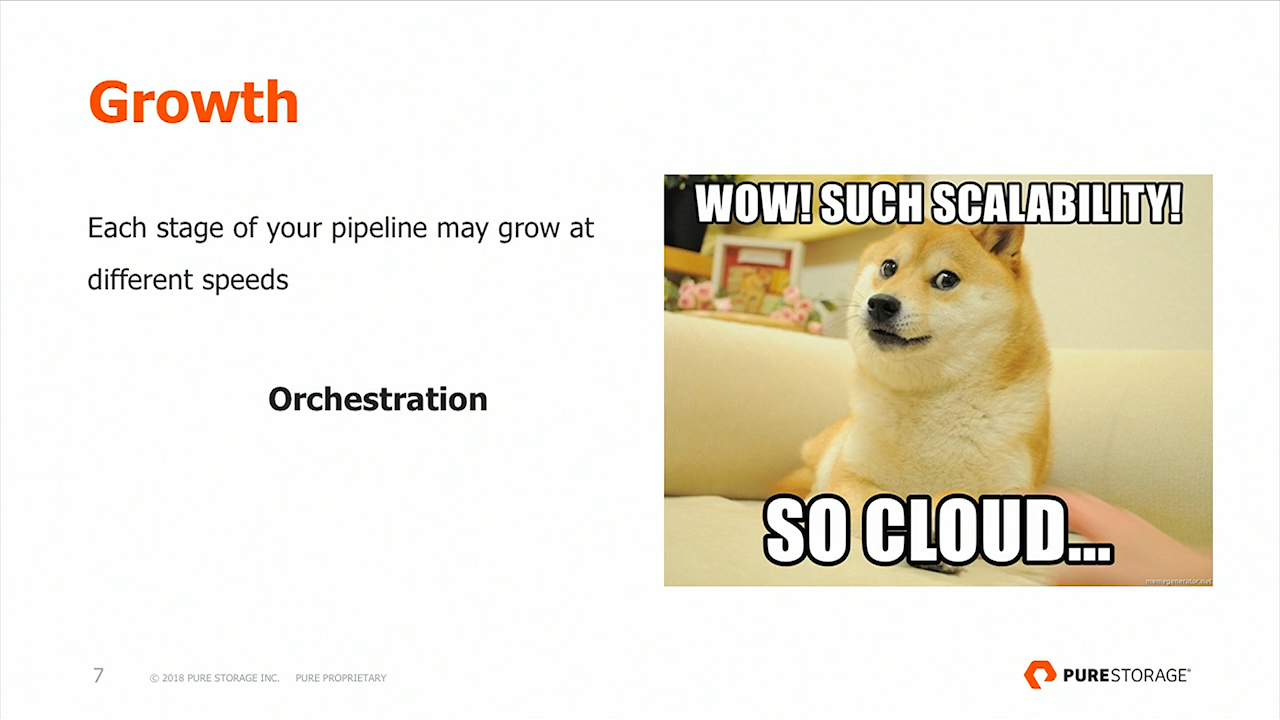 Growth
Each stage of your pipeline may grow at
different speeds
Orchestration
WOW! SUCH SCALABILITY!
SO CLOUD...
memegenerator.net
7
© 2018 PURE STORAGE INC.
PURE PROPRIETARY
PURESTORAGE®